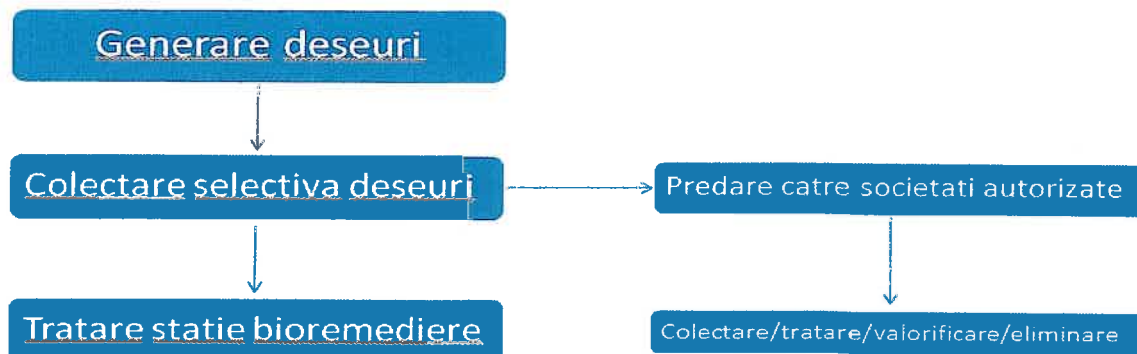 Generare deseuri
Colectare selectiva deseuri
Predare catre societati autorizate
Tratare statie bioremediere
Colectare/tratare/valorificare/eliminare